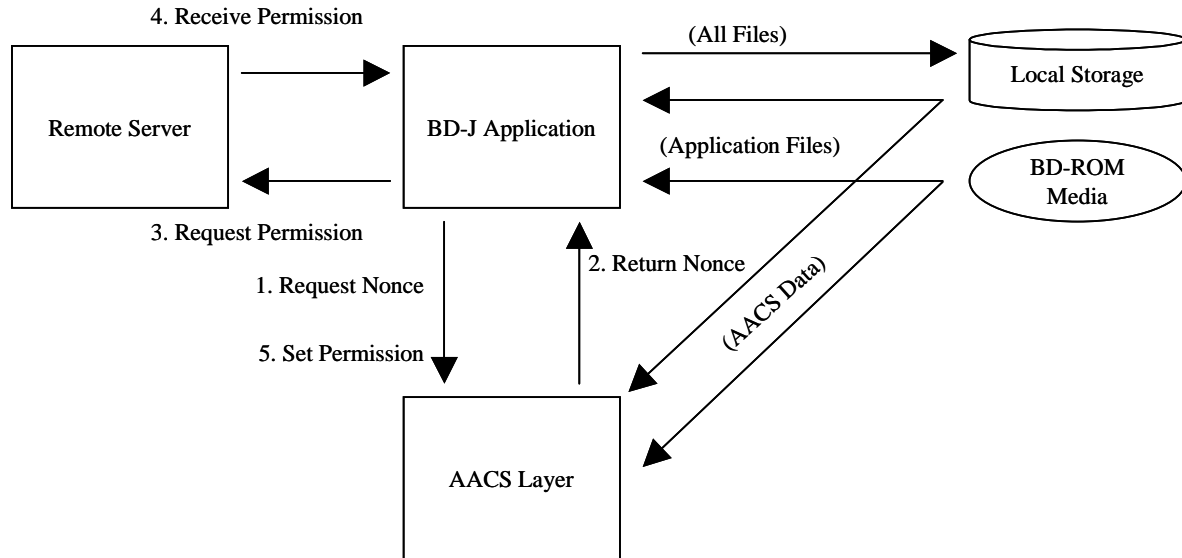 4. Receive Permission
(All Files)
Local Storage
Remote Server
BD-J Application
(Application Files)
BD-ROM
Media
3. Request Permission
1. Request Nonce
2. Return Nonce
(AACS Data)
5. Set Permission
AACS Layer